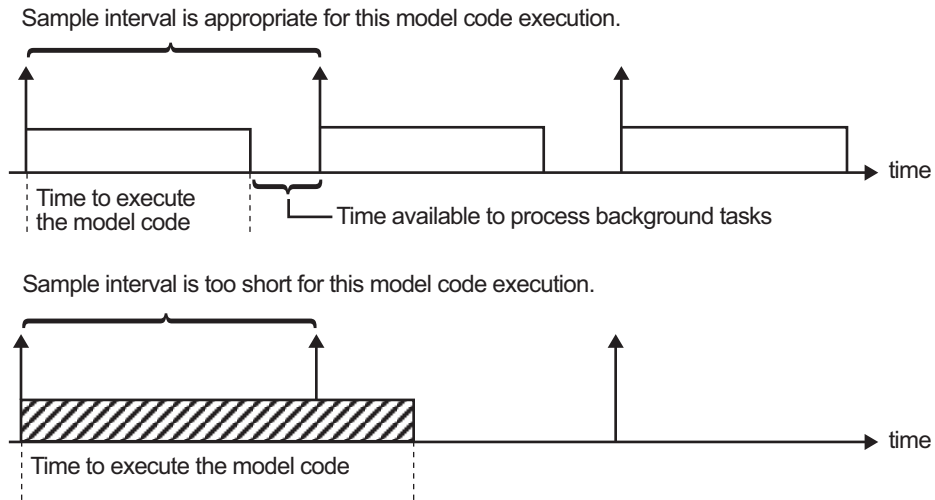 Sample interval is appropriate for this model code execution.
time
Time to execute
the model code
Time available to process background tasks
Sample interval is too short for this model code execution.
time
Time to execute the model code